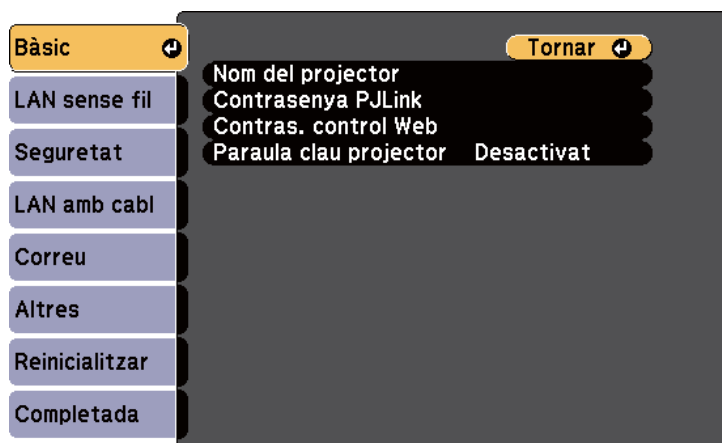 Bàsic
Tornar
Nom del projector
Contrasenya PJLink
Contras. control Web
Paraula clau projector Desactivat
LAN sense fil
Seguretat
LAN amb cabl
Correu
Altres
Reinicialitzar
Completada